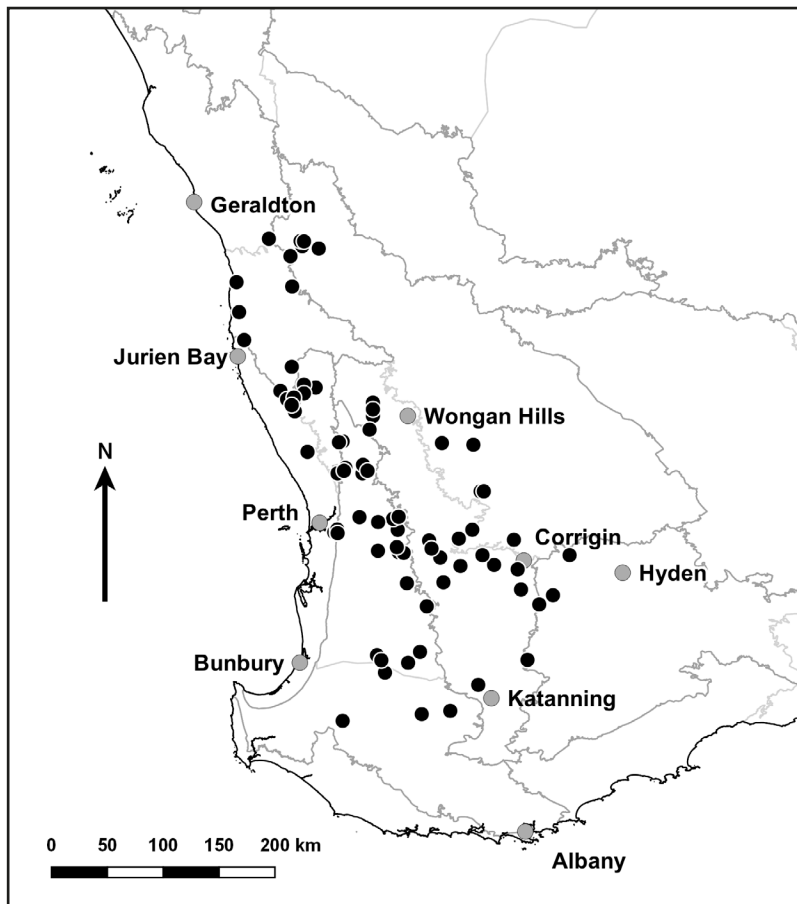 Geraldton
Jurien Bay
Wongan Hills
N
Perth
Corrigin
Hyden
Bunbury
Katanning
0 50 100 150 200 km
Albany